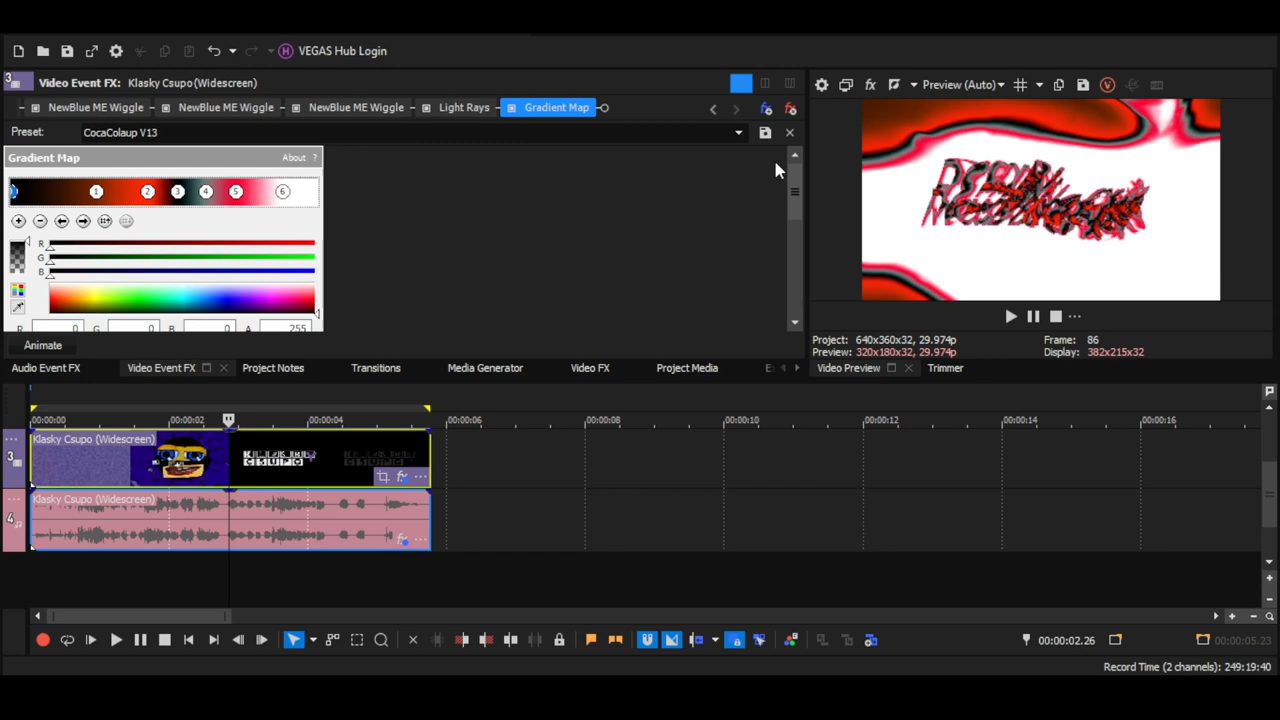 VEGAS Hub Login
3 Video Event FX: Klasky Csupo(Widescreen)
NewBlue ME Wiggle NewBlue ME Wiggle NewBlue ME Wiggle Light Rays Gradient Map
Preview (Auto)
Preset: CocaColaup V13
Gradient Map About ?
1 2 3 4 5 6
R
G
B
R 0 G 0 B 0 A 255
Animate
Project: 640x360x32, 29.974p Frame: 86
Preview: 320x180x32, 29.974p Display: 382x215x32
Audio Event FX Video Event FX Project Notes Transitions Media Generator Video FX Project Media Video Preview Trimmer
00:00:00 00:00:02 00:00:04 00:00:06 00:00:08 00:00:10 00:00:12 00:00:14 00:00:16
3 Klasky Csupo (Widescreen)
KLASKY
CSUPO
4 Klasky Csupo (Widescreen)
00:00:02.26 00:00:05.23
Record Time (2 channels): 249:19:40